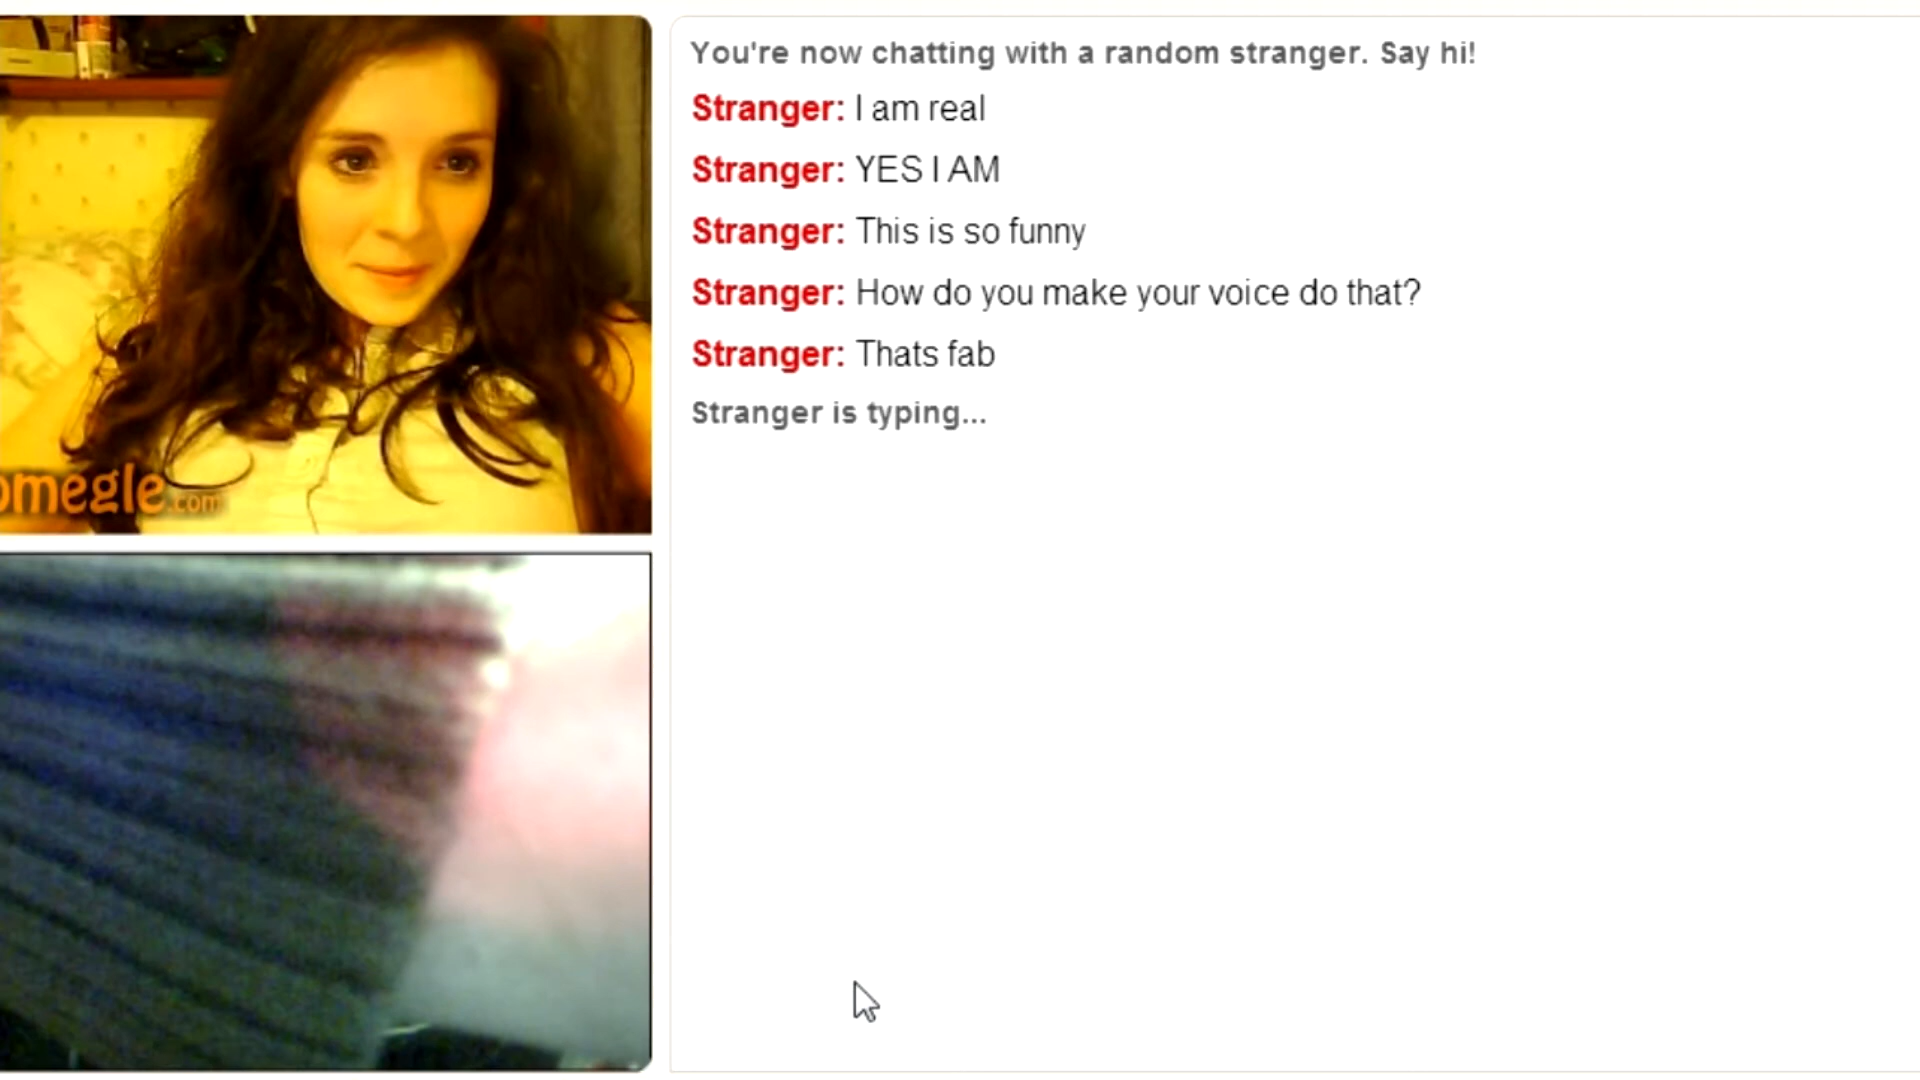 You're now chatting with a random stranger. Say hi!
Stranger: I am real
Stranger: YES I AM
Stranger: This is so funny
Stranger: How do you make your voice do that?
Stranger: Thats fab
Stranger is typing...
omegle.com